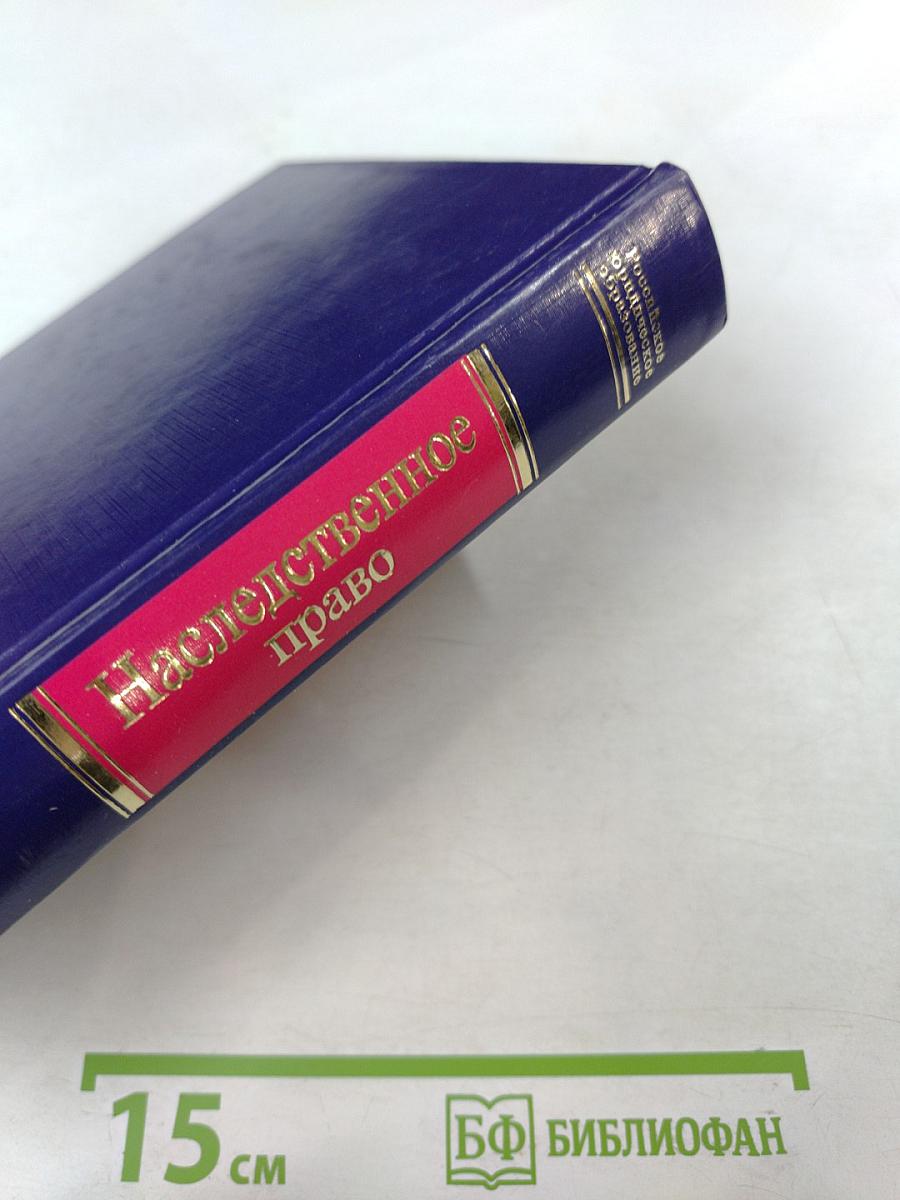 Российское
юридическое
образование
Наследственное
право
15 см
БФ БИБЛИОФАН